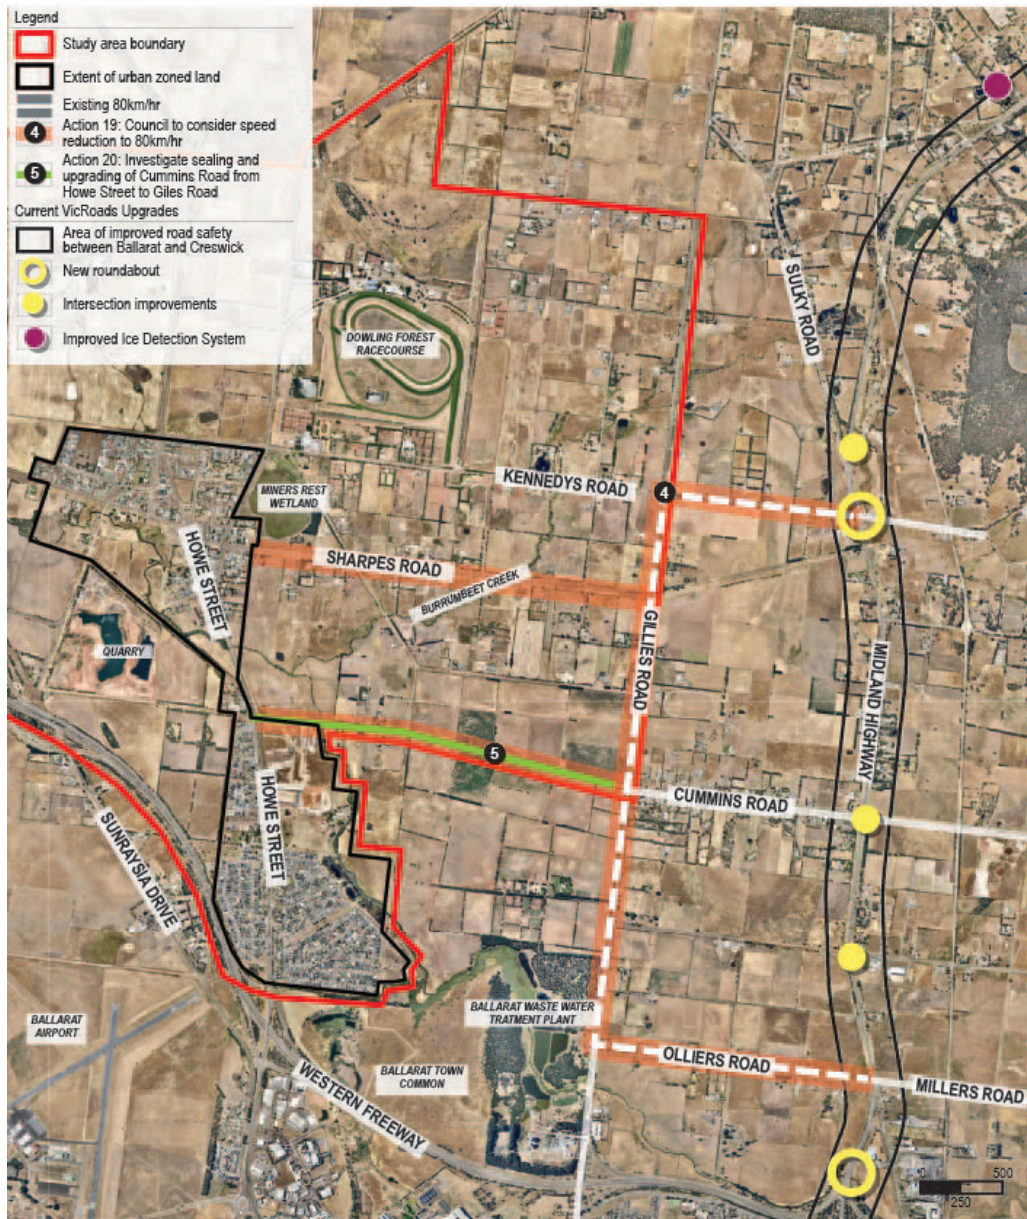 Legend
Study area boundary
Extent of urban zoned land
Existing 80km/hr
4
Action 19: Council to consider speed
reduction to 80km/hr
5
Action 20: Investigate sealing and
upgrading of Cummins Road from
Howe Street to Giles Road
Current VicRoads Upgrades
Area of improved road safety
between Ballarat and Creswick
New roundabout
Intersection improvements
Improved Ice Detection System
SULKY ROAD
DOWLING FOREST
RACECOURSE
KENNEDYS ROAD
4
MINERS REST
WETLAND
HOWE STREET
SHARPES ROAD
BURRUMBEET CREEK
GILLIES ROAD
MIDLAND HIGHWAY
QUARRY
5
CUMMINS ROAD
HOWE STREET
SUNRAYSIA DRIVE
BALLARAT WASTE WATER
TRATMENT PLANT
BALLARAT
AIRPORT
OLLIERS ROAD
MILLERS ROAD
BALLARAT TOWN
COMMON
WESTERN FREEWAY
0
500
250